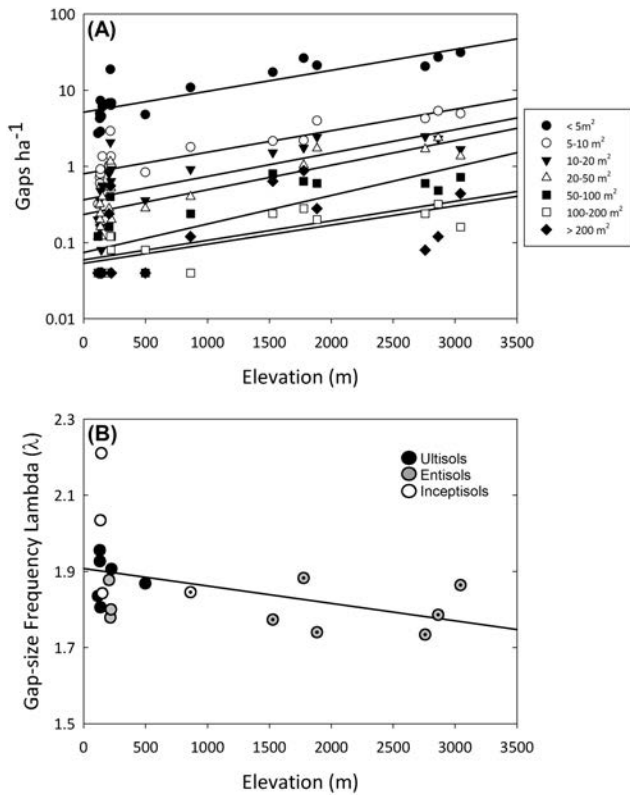 (A)
100
10
1
0.1
0.01
Gaps ha⁻¹
0
500
1000
1500
2000
2500
3000
3500
Elevation (m)
< 5m²
5-10 m²
10-20 m²
20-50 m²
50-100 m²
100-200 m²
> 200 m²
(B)
2.3
2.1
1.9
1.7
1.5
Gap-size Frequency Lambda (λ)
Ultisols
Entisols
Inceptisols
0
500
1000
1500
2000
2500
3000
3500
Elevation (m)